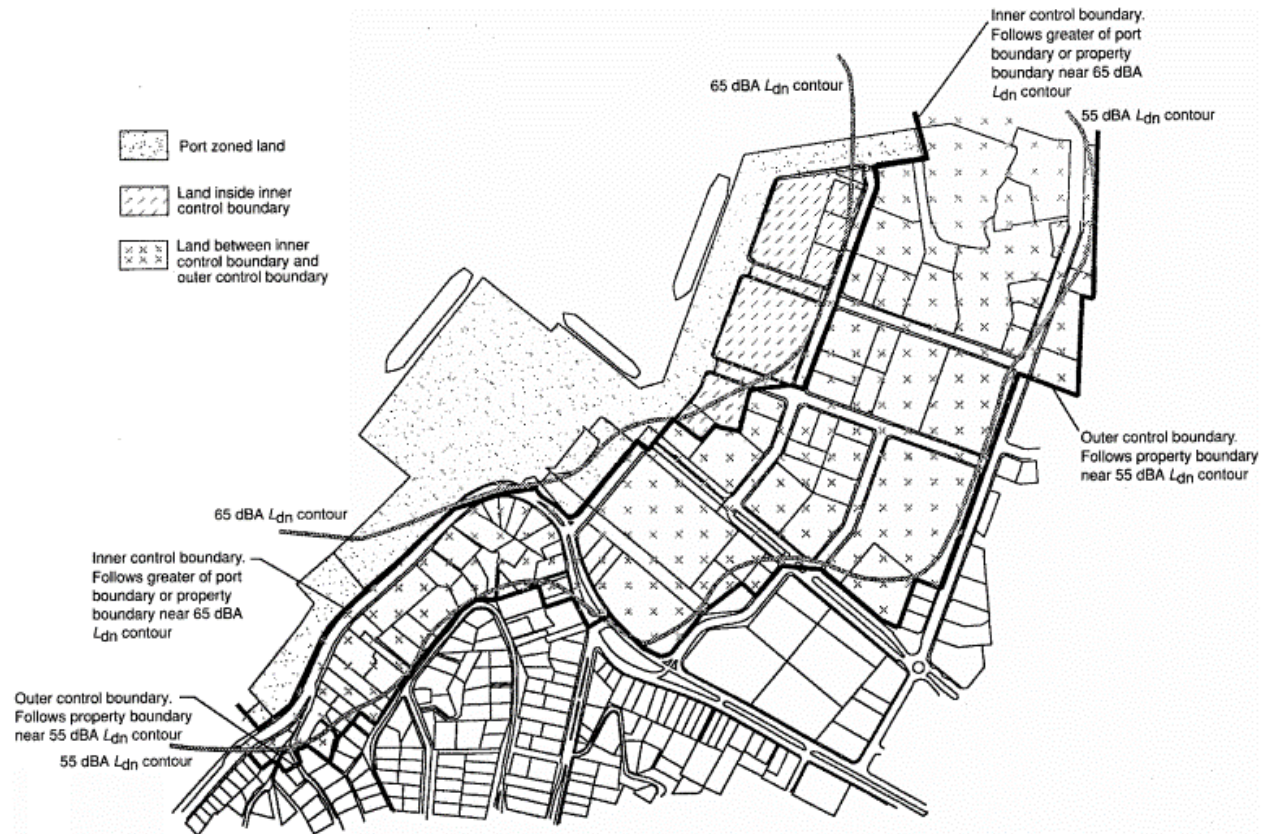 Inner control boundary.
Follows greater of port
boundary or property
boundary near 65 dBA
Ldn contour
65 dBA Ldn contour
55 dBA Ldn contour
Port zoned land
Land inside inner
control boundary
Land between inner
control boundary and
outer control boundary
Outer control boundary.
Follows property boundary
near 55 dBA Ldn contour
65 dBA Ldn contour
Inner control boundary.
Follows greater of port
boundary or property
boundary near 65 dBA
Ldn contour
Outer control boundary.
Follows property boundary
near 55 dBA Ldn contour
55 dBA Ldn contour